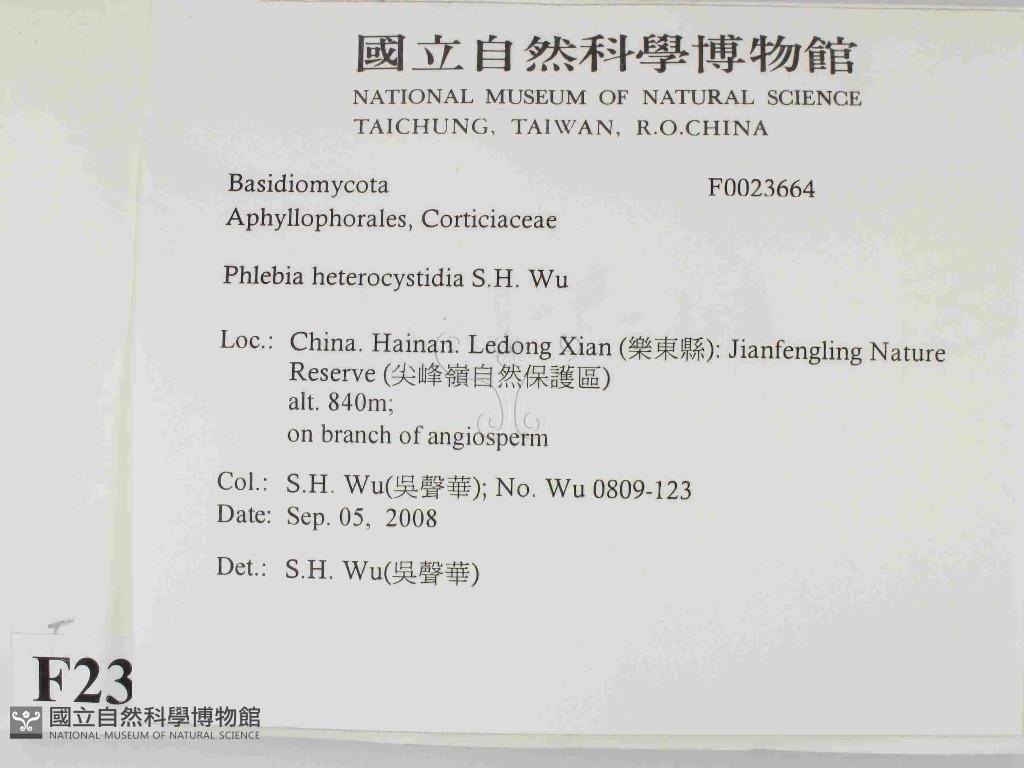 國立自然科學博物館
NATIONAL MUSEUM OF NATURAL SCIENCE
TAICHUNG, TAIWAN, R.O.CHINA
Basidiomycota F0023664
Aphyllophorales, Corticiaceae
Phlebia heterocystidia S.H. Wu
Loc.: China. Hainan. Ledong Xian (樂東縣): Jianfengling Nature
Reserve (尖峰嶺自然保護區)
alt. 840m;
on branch of angiosperm
Col.: S.H. Wu(吳聲華); No. Wu 0809-123
Date: Sep. 05, 2008
Det.: S.H. Wu(吳聲華)
F23
國立自然科學博物館
NATIONAL MUSEUM OF NATURAL SCIENCE